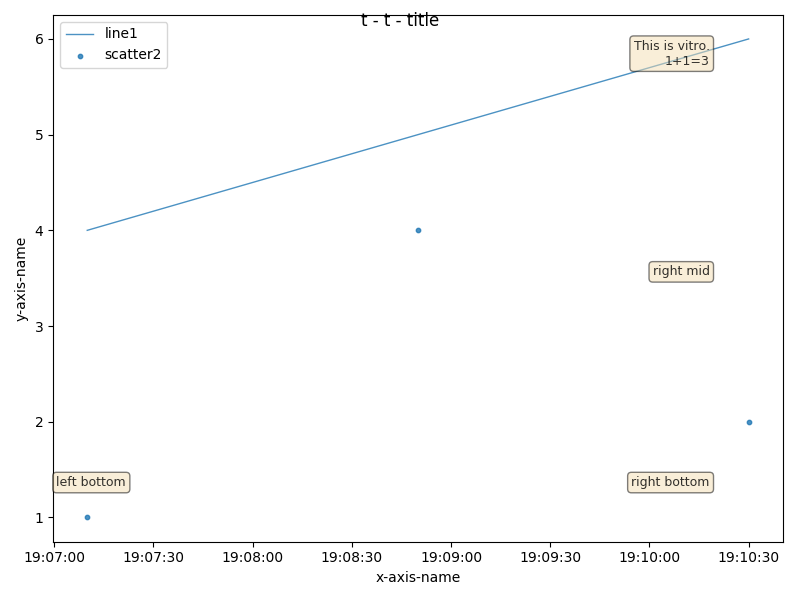 t - t - title
line1
scatter2
This is vitro.
1+1=3
right mid
left bottom
right bottom
y-axis-name
6
5
4
3
2
1
19:07:00 19:07:30 19:08:00 19:08:30 19:09:00 19:09:30 19:10:00 19:10:30
x-axis-name